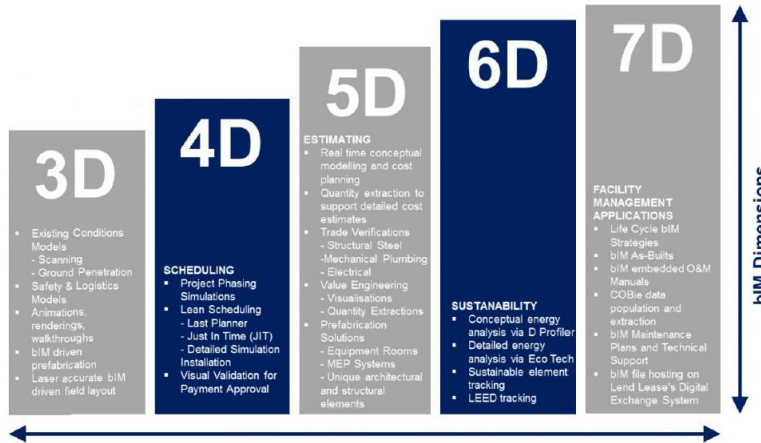 3D
Existing Conditions
Models
- Scanning
- Ground Penetration
Safety & Logistics
Models
Animations,
renderings,
walkthroughs
bIM driven
prefabrication
Laser accurate bIM
driven field layout
4D
SCHEDULING
Project Phasing
Simulations
Lean Scheduling
- Last Planner
- Just In Time (JIT)
- Detailed Simulation
Installation
Visual Validation for
Payment Approval
5D
ESTIMATING
Real time conceptual
modelling and cost
planning
Quantity extraction to
support detailed cost
estimates
Trade Verifications
- Structural Steel
-Mechanical Plumbing
- Electrical
Value Engineering
- Visualisations
- Quantity Extractions
Prefabrication
Solutions
- Equipment Rooms
- MEP Systems
- Unique architectural
and structural
elements
6D
SUSTANABILITY
Conceptual energy
analysis via D Profiler
Detailed energy
analysis via Eco Tech
Sustainable element
tracking
LEED tracking
7D
FACILITY
MANAGEMENT
APPLICATIONS
Life Cycle bIM
Strategies
bIM As-Builts
bIM embedded O&M
Manuals
COBie data
population and
extraction
bIM Maintenance
Plans and Technical
Support
bIM file hosting on
Lend Lease's Digital
Exchange System
bIM Dimensions